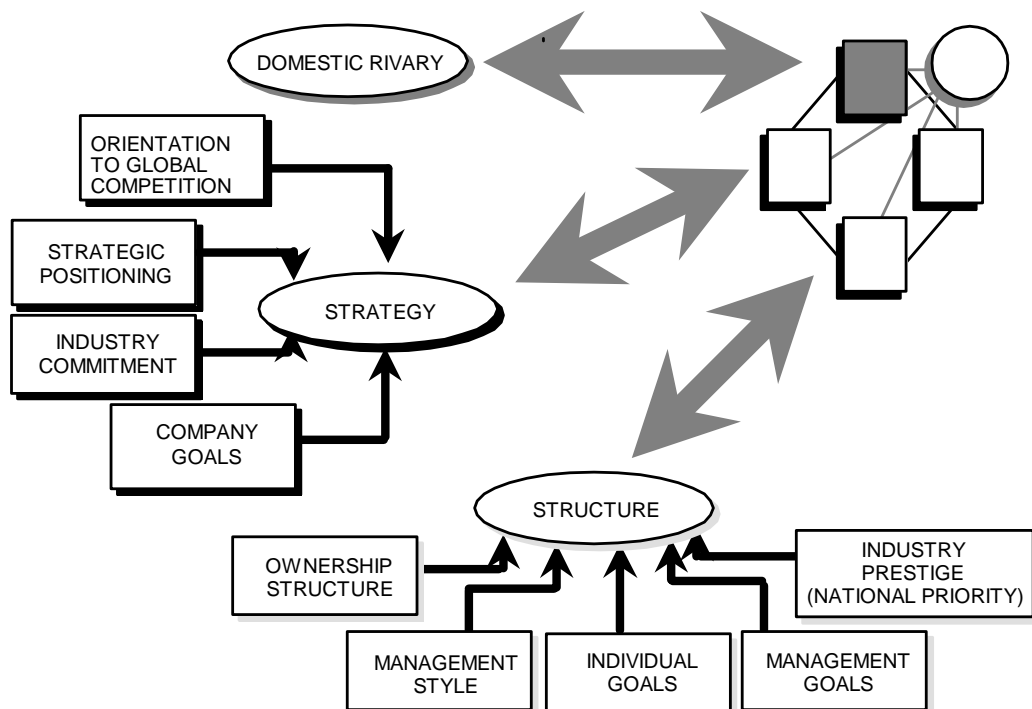 DOMESTIC RIVARY
ORIENTATION
TO GLOBAL
COMPETITION
STRATEGIC
POSITIONING
STRATEGY
INDUSTRY
COMMITMENT
COMPANY
GOALS
STRUCTURE
OWNERSHIP
STRUCTURE
INDUSTRY
PRESTIGE
(NATIONAL PRIORITY)
MANAGEMENT
STYLE
INDIVIDUAL
GOALS
MANAGEMENT
GOALS